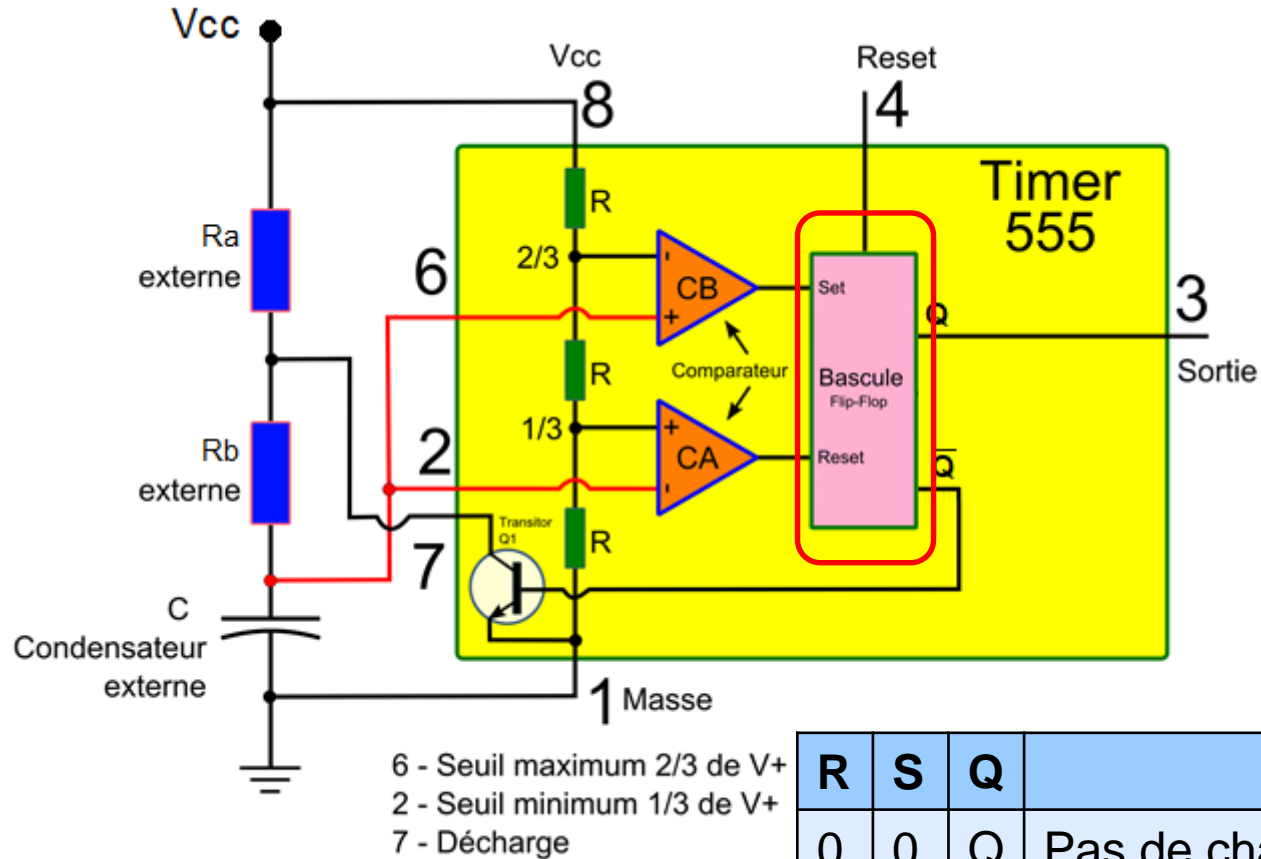 Vcc
Vcc
8
Reset
4
Timer
555
Ra
externe
6
R
2/3
-
CB
+
Set
Q
3
Sortie
Comparateur
R
Bascule
Flip-Flop
1/3
+
CA
-
Reset
Q̅
Rb
externe
2
Transitor
Q1
R
7
C
Condensateur
externe
1 Masse
6 - Seuil maximum 2/3 de V+
2 - Seuil minimum 1/3 de V+
7 - Décharge
R S Q
0 0 Q Pas de